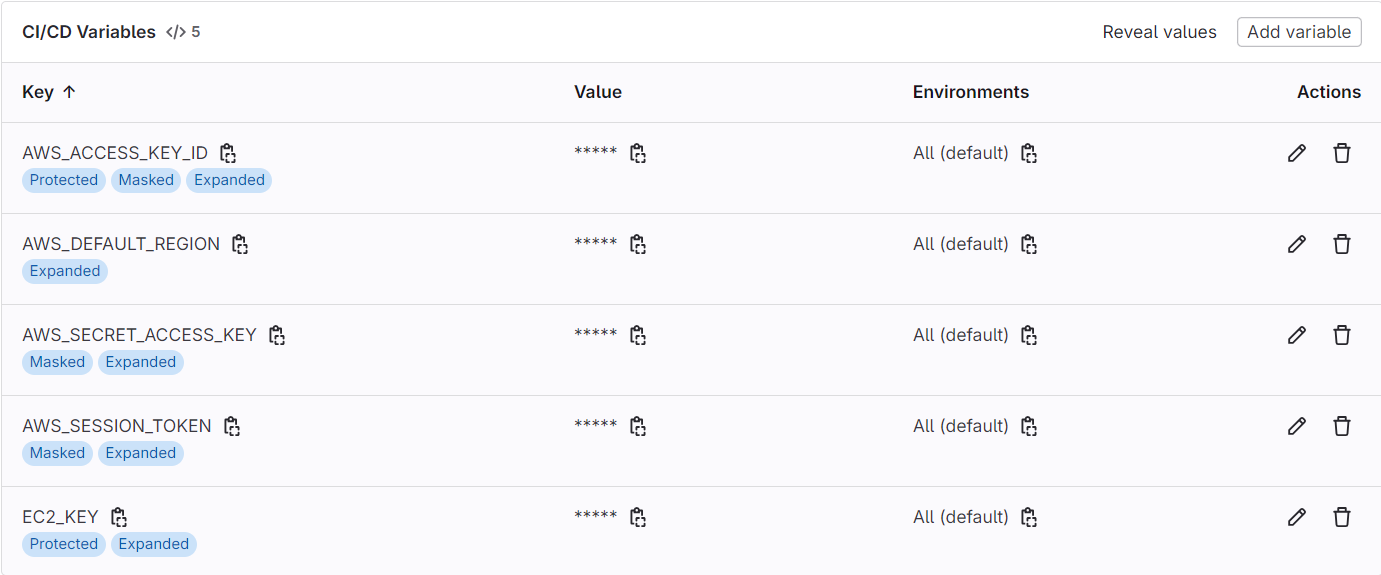 CI/CD Variables </> 5 Reveal values Add variable
Key ↑ Value Environments Actions
AWS_ACCESS_KEY_ID ***** All (default)
Protected Masked Expanded
AWS_DEFAULT_REGION ***** All (default)
Expanded
AWS_SECRET_ACCESS_KEY ***** All (default)
Masked Expanded
AWS_SESSION_TOKEN ***** All (default)
Masked Expanded
EC2_KEY ***** All (default)
Protected Expanded